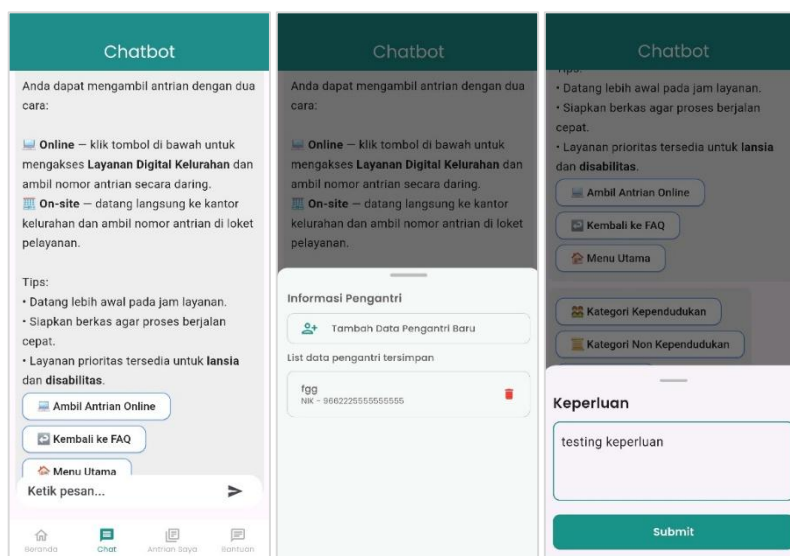 Chatbot
Anda dapat mengambil antrian dengan dua
cara:
Online — klik tombol di bawah untuk
mengakses Layanan Digital Kelurahan dan
ambil nomor antrian secara daring.
On-site — datang langsung ke kantor
kelurahan dan ambil nomor antrian di loket
pelayanan.
Tips:
• Datang lebih awal pada jam layanan.
• Siapkan berkas agar proses berjalan
cepat.
• Layanan prioritas tersedia untuk lansia
dan disabilitas.
Ambil Antrian Online
Kembali ke FAQ
Menu Utama
Ketik pesan...
Beranda
Chat
Antrian Saya
Bantuan
Chatbot
Anda dapat mengambil antrian dengan dua
cara:
Online — klik tombol di bawah untuk
mengakses Layanan Digital Kelurahan dan
ambil nomor antrian secara daring.
On-site — datang langsung ke kantor
kelurahan dan ambil nomor antrian di loket
pelayanan.
Informasi Pengantri
Tambah Data Pengantri Baru
List data pengantri tersimpan
fgg
NIK - 9662225555555555
Chatbot
Tips:
• Datang lebih awal pada jam layanan.
• Siapkan berkas agar proses berjalan
cepat.
• Layanan prioritas tersedia untuk lansia
dan disabilitas.
Ambil Antrian Online
Kembali ke FAQ
Menu Utama
Kategori Kependudukan
Kategori Non Kependudukan
Keperluan
testing keperluan
Submit